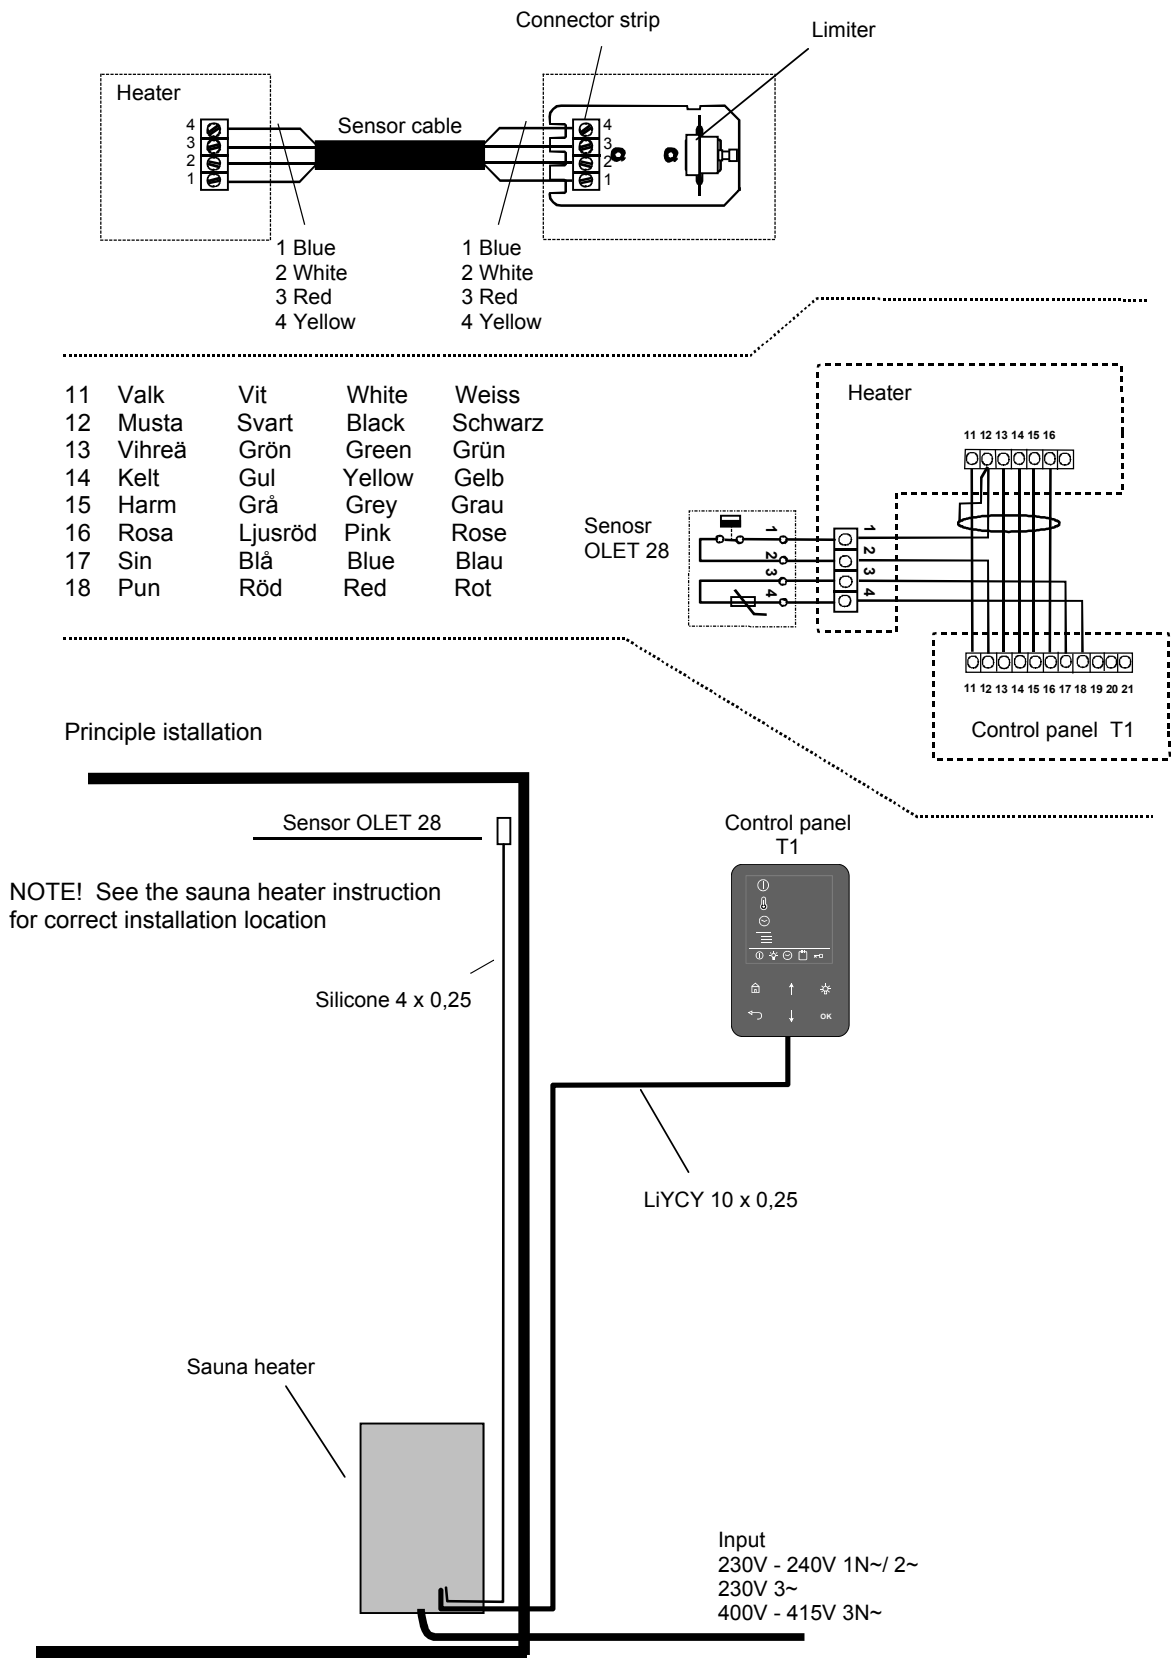 Connector strip
Limiter
Heater
Sensor cable
4
3
2
1
4
3
2
1
1 Blue
2 White
3 Red
4 Yellow
1 Blue
2 White
3 Red
4 Yellow
11 Valk Vit White Weiss
12 Musta Svart Black Schwarz
13 Vihreä Grön Green Grün
14 Kelt Gul Yellow Gelb
15 Harm Grå Grey Grau
16 Rosa Ljusröd Pink Rose
17 Sin Blå Blue Blau
18 Pun Röd Red Rot
Heater
11 12 13 14 15 16
Senosr
OLET 28
1
2
3
4
1
2
3
4
11 12 13 14 15 16 17 18 19 20 21
Control panel T1
Principle istallation
Sensor OLET 28
Control panel
T1
NOTE! See the sauna heater instruction
for correct installation location
Silicone 4 x 0,25
OK
LiYCY 10 x 0,25
Sauna heater
Input
230V - 240V 1N~/ 2~
230V 3~
400V - 415V 3N~